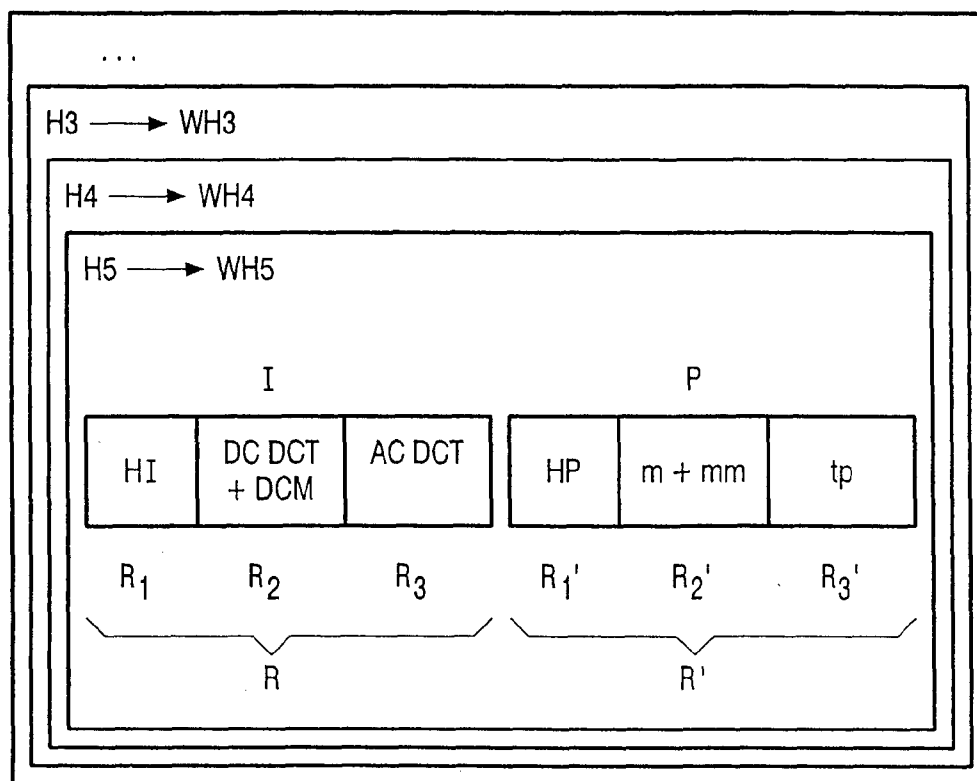 ...
H3 → WH3
H4 → WH4
H5 → WH5
I P
HI DC DCT + DCM AC DCT HP m + mm tp
R1 R2 R3 R1' R2' R3'
R R'